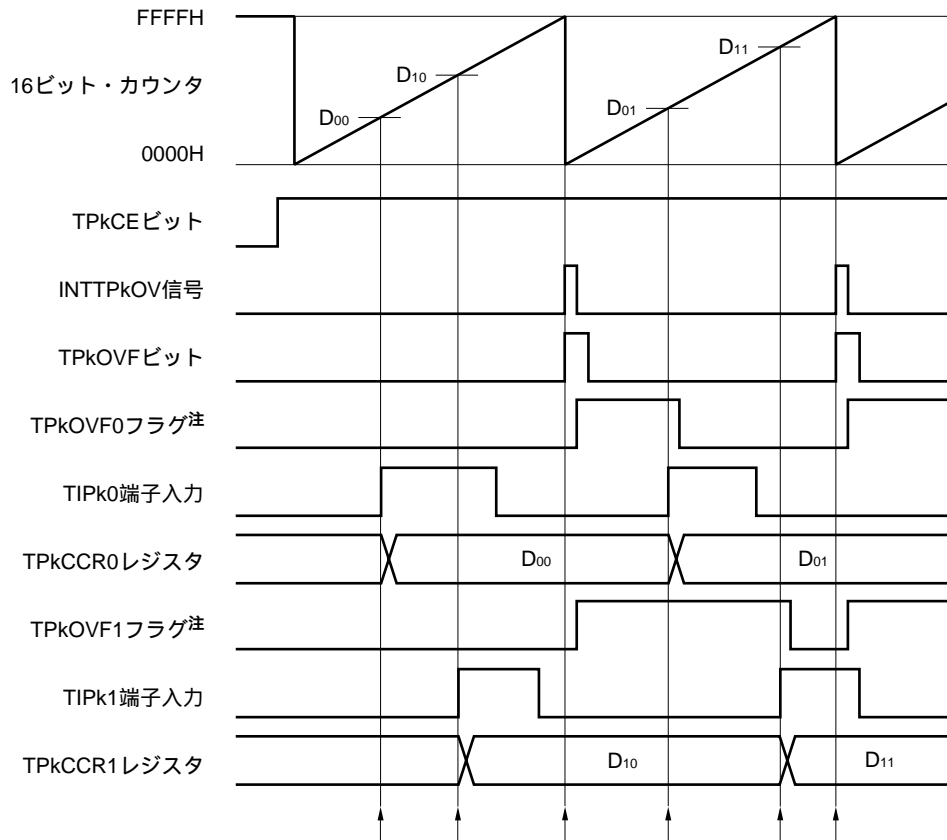 FFFFH
16ビット・カウンタ
0000H
D00
D10
D01
D11
TPkCEビット
INTTPkOV信号
TPkOVFビット
TPkOVF0フラグ注
TIPk0端子入力
TPkCCR0レジスタ
D00
D01
TPkOVF1フラグ注
TIPk1端子入力
TPkCCR1レジスタ
D10
D11